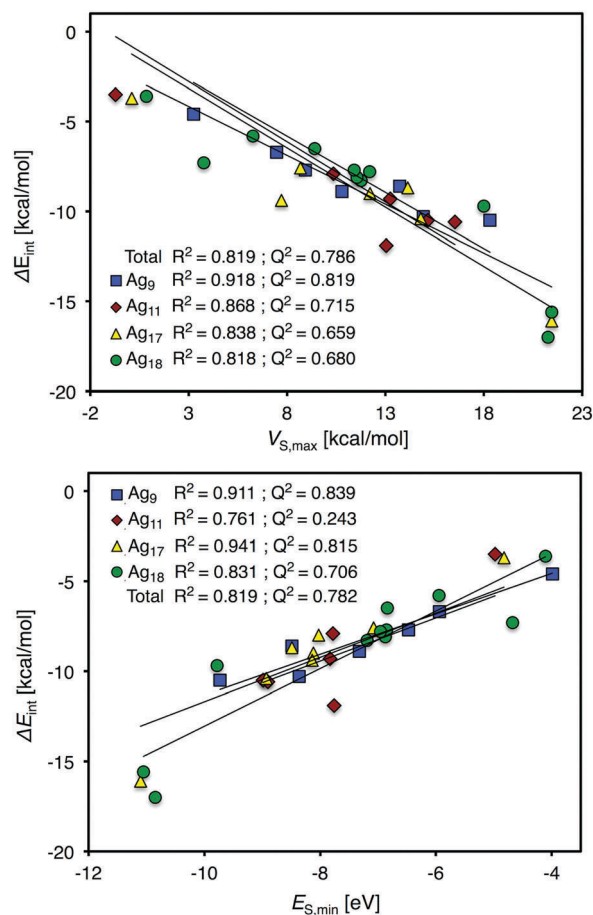 0
-5
-10
-15
-20
ΔE_int [kcal/mol]
Total R² = 0.819 ; Q² = 0.786
Ag₉ R² = 0.918 ; Q² = 0.819
Ag₁₁ R² = 0.868 ; Q² = 0.715
Ag₁₇ R² = 0.838 ; Q² = 0.659
Ag₁₈ R² = 0.818 ; Q² = 0.680
-2 3 8 13 18 23
V_S,max [kcal/mol]
0
-5
-10
-15
-20
ΔE_int [kcal/mol]
Ag₉ R² = 0.911 ; Q² = 0.839
Ag₁₁ R² = 0.761 ; Q² = 0.243
Ag₁₇ R² = 0.941 ; Q² = 0.815
Ag₁₈ R² = 0.831 ; Q² = 0.706
Total R² = 0.819 ; Q² = 0.782
-12 -10 -8 -6 -4
E_S,min [eV]